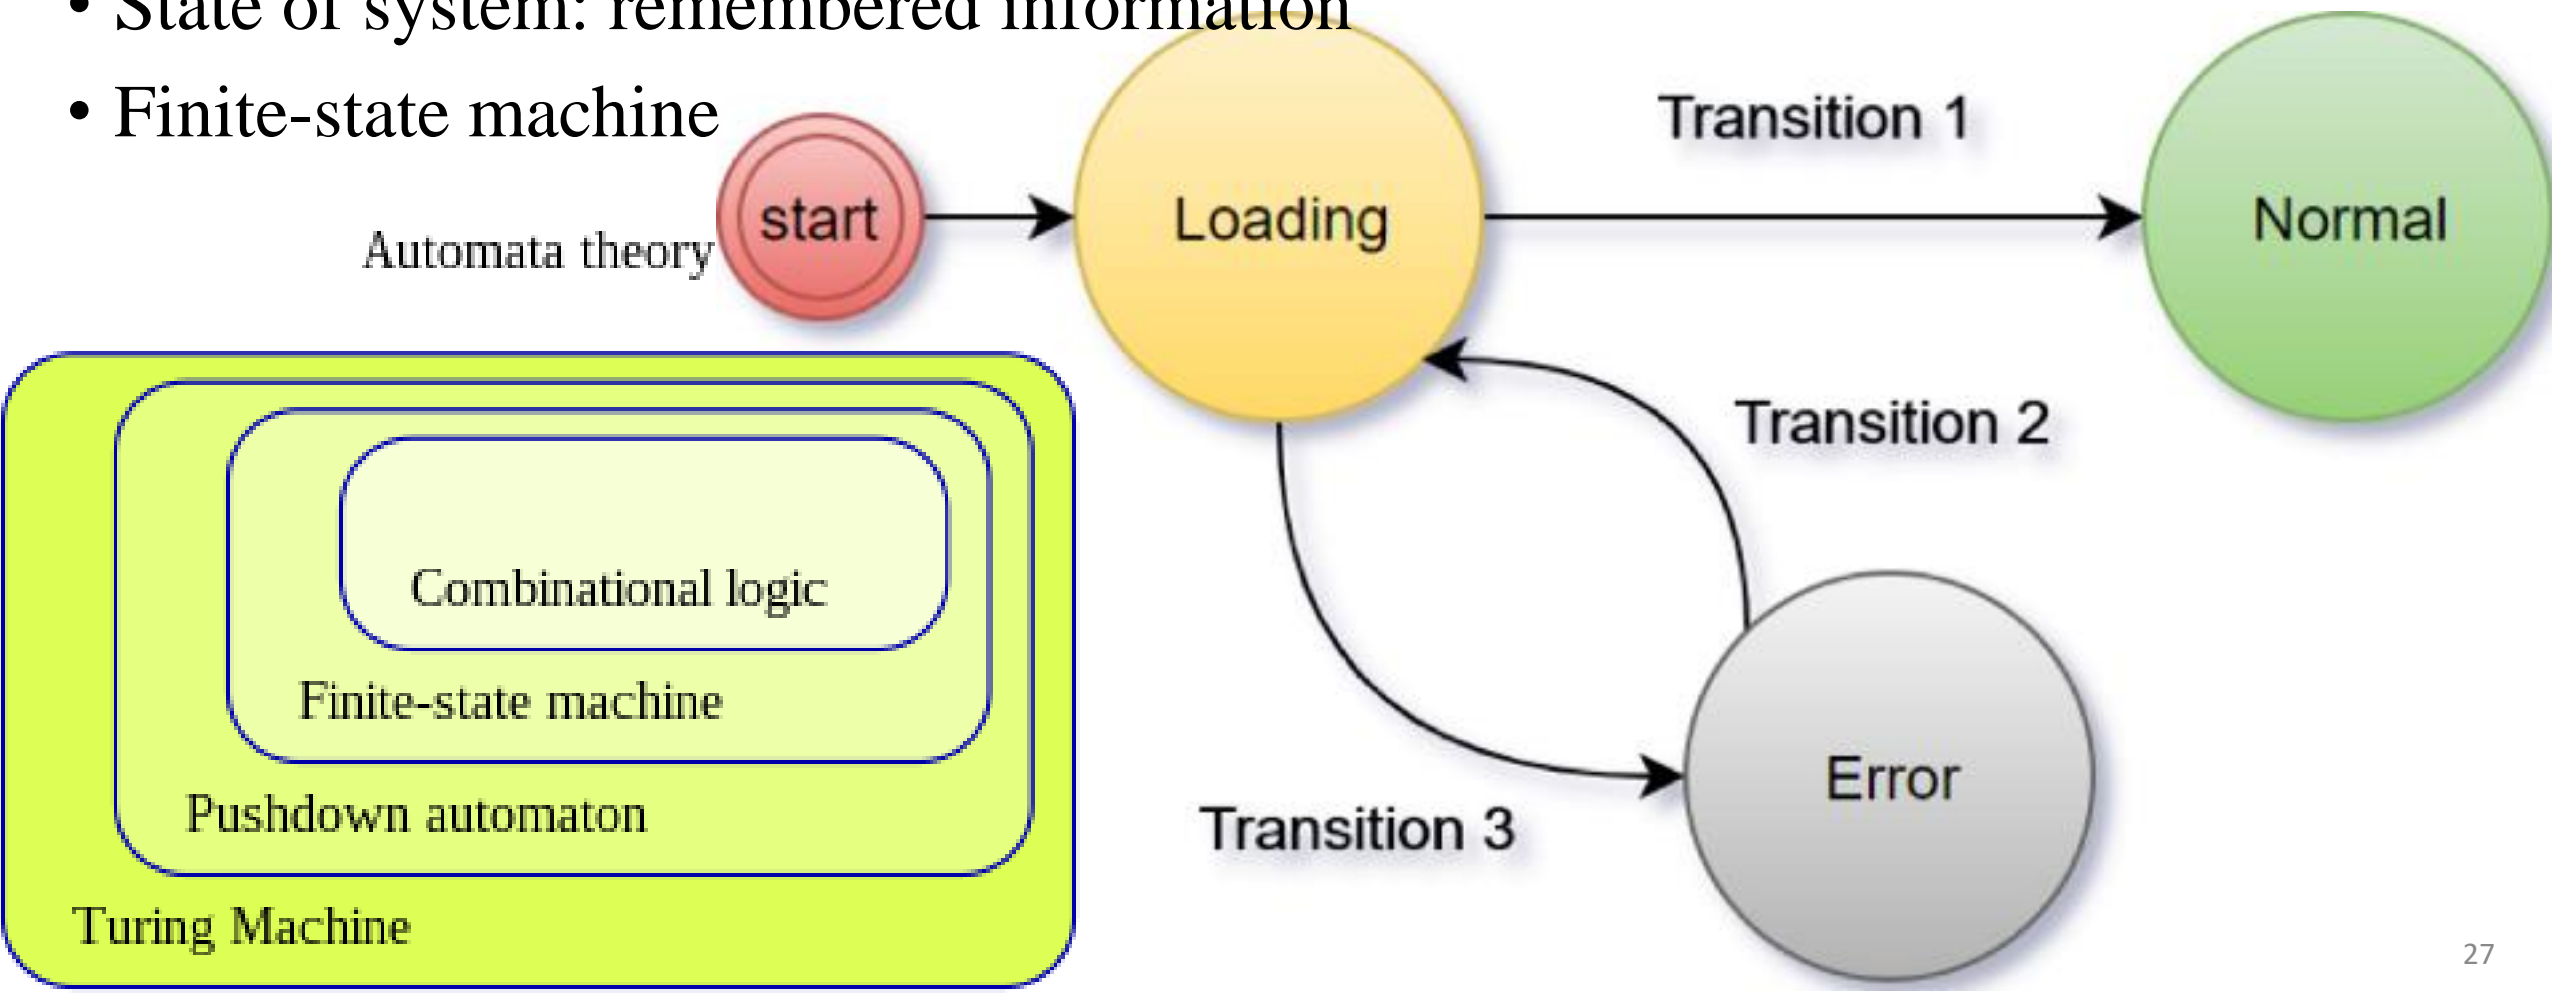 • State of system: remembered information
• Finite-state machine
Automata theory
start
Loading
Transition 1
Normal
Transition 2
Error
Transition 3
Combinational logic
Finite-state machine
Pushdown automaton
Turing Machine
27